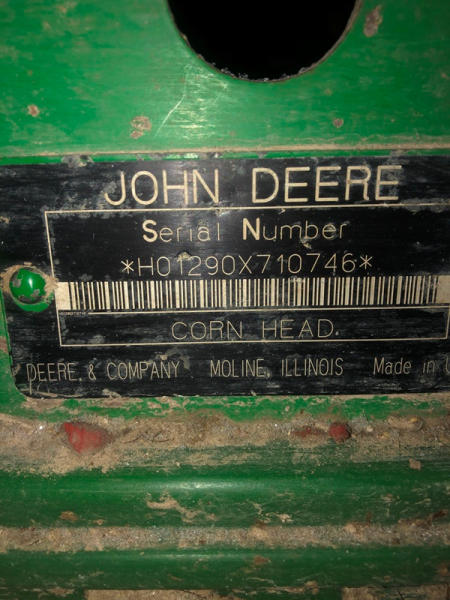 JOHN DEERE
Serial Number
*H01290X710746*
CORN HEAD
DEERE & COMPANY MOLINE, ILLINOIS Made in